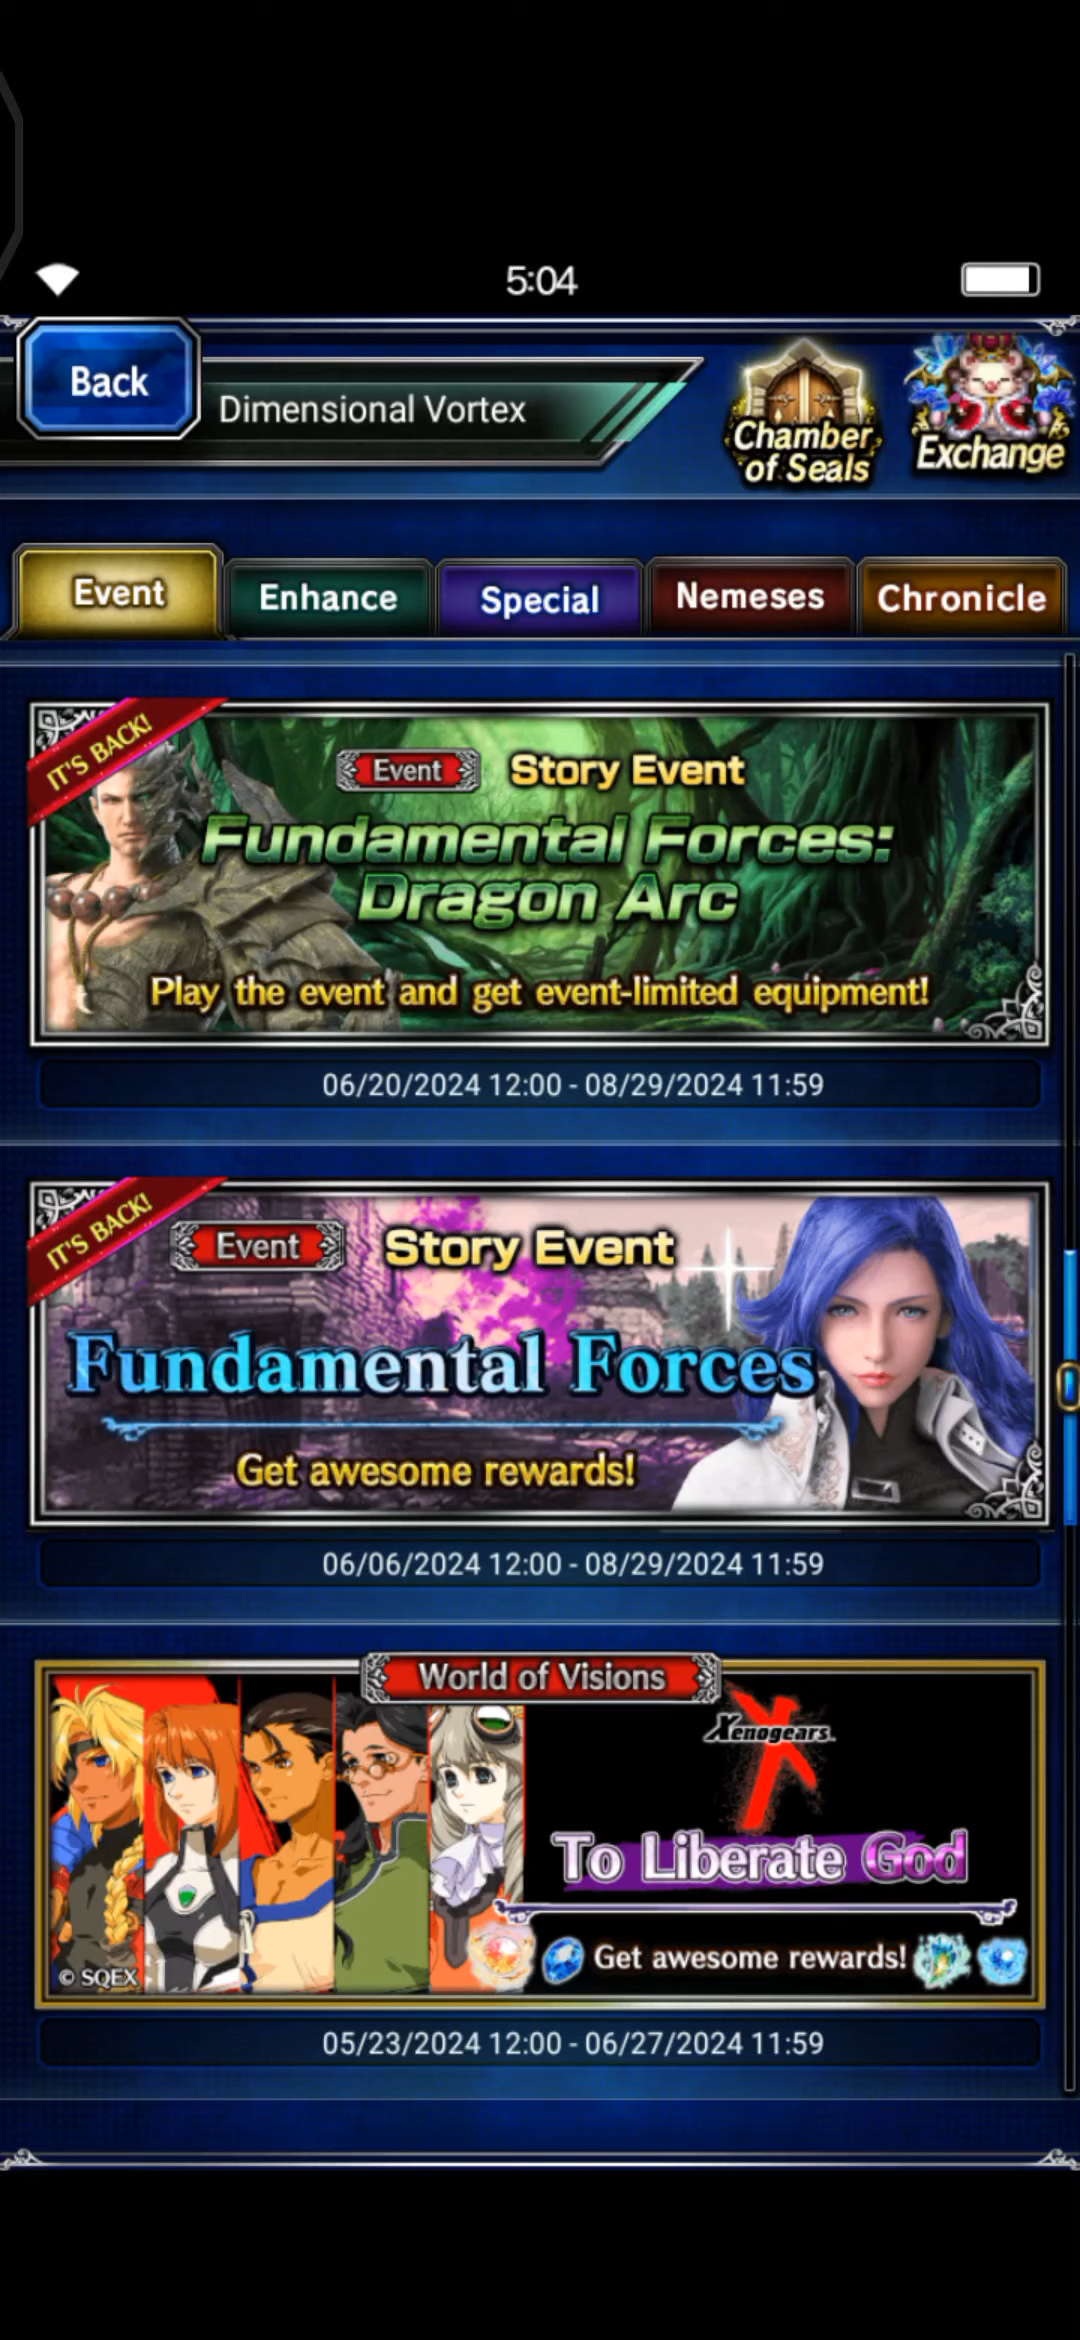 5:04
Back
Dimensional Vortex
Chamber
of Seals
Exchange
Event
Enhance
Special
Nemeses
Chronicle
IT'S BACK!
Event
Story Event
Fundamental Forces:
Dragon Arc
Play the event and get event-limited equipment!
06/20/2024 12:00 - 08/29/2024 11:59
IT'S BACK!
Event
Story Event
Fundamental Forces
Get awesome rewards!
06/06/2024 12:00 - 08/29/2024 11:59
World of Visions
Xenogears
To Liberate God
Get awesome rewards!
© SQEX
05/23/2024 12:00 - 06/27/2024 11:59